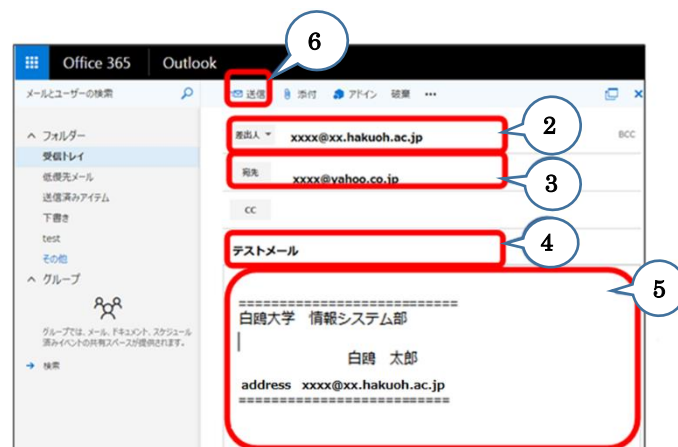 6
Office 365 Outlook
メールとユーザーの検索
送信 添付 アドイン 破棄 •••
フォルダー
受信トレイ
低優先メール
送信済みアイテム
下書き
test
その他
グループ
グループでは、メール、ドキュメント、スケジュール
済みイベントの共有スペースが提供されます。
検索
差出人 xxxx@xx.hakuoh.ac.jp
2
BCC
宛先 xxxx@yahoo.co.jp
3
CC
テストメール
4
5
===========================
白鴎大学 情報システム部
白鴎 太郎
address xxxx@xx.hakuoh.ac.jp
==========================